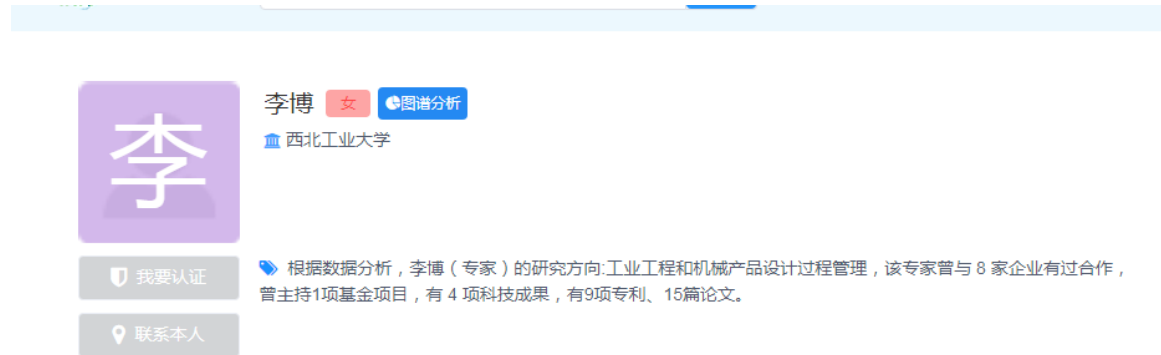 李
李博 女 图谱分析
西北工业大学
我要认证
根据数据分析，李博（专家）的研究方向:工业工程和机械产品设计过程管理，该专家曾与 8 家企业有过合作，
曾主持1项基金项目，有 4 项科技成果，有9项专利、15篇论文。
联系本人